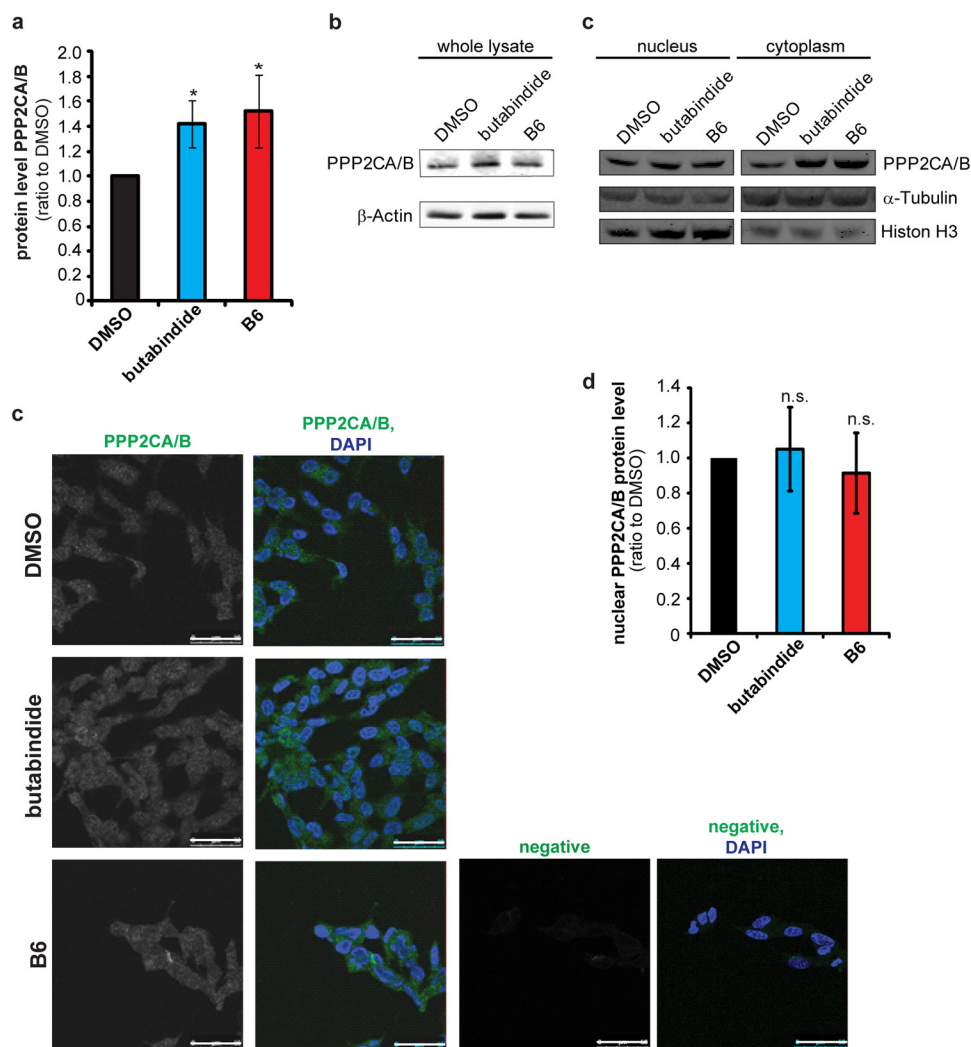 a
protein level PPP2CA/B
(ratio to DMSO)
2.0
1.8
1.6
1.4
1.2
1.0
0.8
0.6
0.4
0.2
0
*
*
DMSO
butabindide
B6
b
whole lysate
DMSO
butabindide
B6
PPP2CA/B
β-Actin
c
nucleus
cytoplasm
DMSO
butabindide
B6
DMSO
butabindide
B6
PPP2CA/B
α-Tubulin
Histon H3
c
PPP2CA/B
PPP2CA/B,
DAPI
DMSO
butabindide
B6
negative
negative,
DAPI
d
nuclear PPP2CA/B protein level
(ratio to DMSO)
1.4
1.2
1.0
0.8
0.6
0.4
0.2
0
n.s.
n.s.
DMSO
butabindide
B6